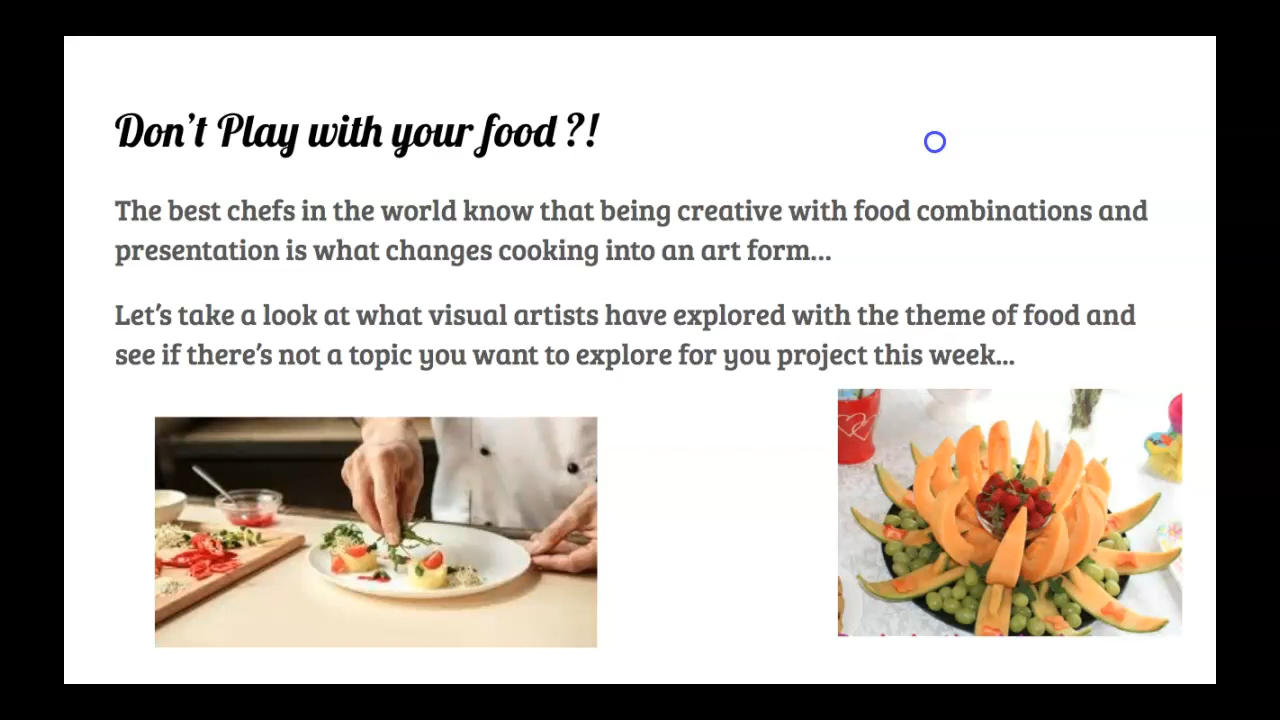 Don't Play with your food ?!
The best chefs in the world know that being creative with food combinations and
presentation is what changes cooking into an art form...
Let's take a look at what visual artists have explored with the theme of food and
see if there's not a topic you want to explore for you project this week...